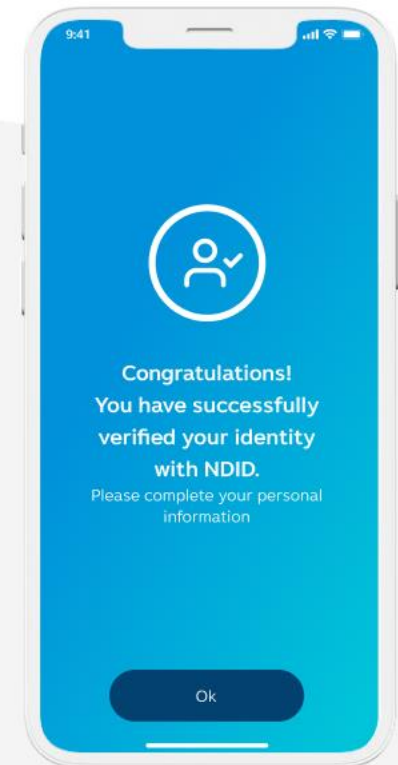 9:41
Congratulations!
You have successfully
verified your identity
with NDID.
Please complete your personal
information
Ok